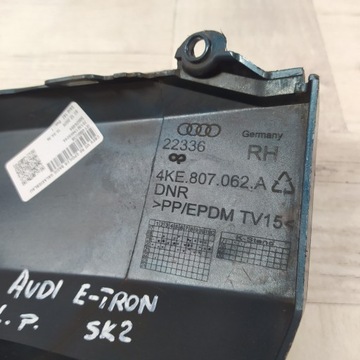 Germany
22336
RH
4KE.807.062.A
DNR
>PP/EPDM TV15<
AUDI E-TRON
L.P. SK2